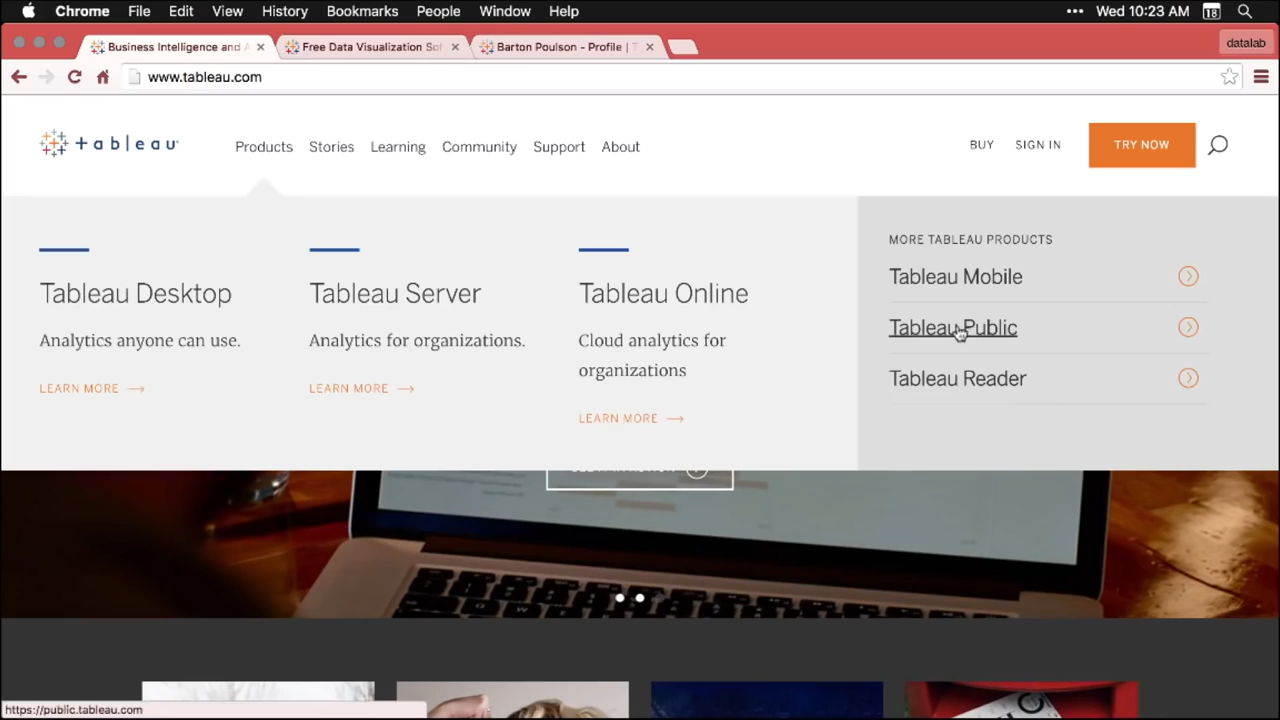 Chrome File Edit View History Bookmarks People Window Help ••• Wed 10:23 AM 18
Business Intelligence and A Free Data Visualization Sof Barton Poulson - Profile | T datalab
www.tableau.com
tableau Products Stories Learning Community Support About BUY SIGN IN TRY NOW
MORE TABLEAU PRODUCTS
Tableau Desktop
Analytics anyone can use.
LEARN MORE
Tableau Server
Analytics for organizations.
LEARN MORE
Tableau Online
Cloud analytics for
organizations
LEARN MORE
Tableau Mobile
Tableau Public
Tableau Reader
https://public.tableau.com